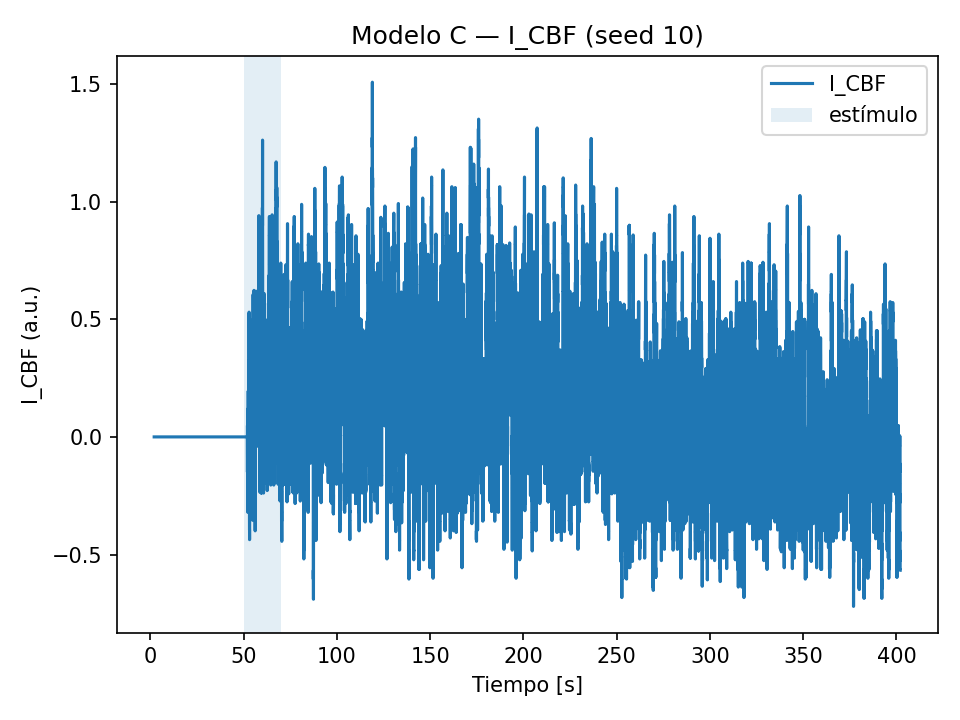 Modelo C — I_CBF (seed 10)
I_CBF
estímulo
1.5
1.0
0.5
0.0
−0.5
I_CBF (a.u.)
0 50 100 150 200 250 300 350 400
Tiempo [s]